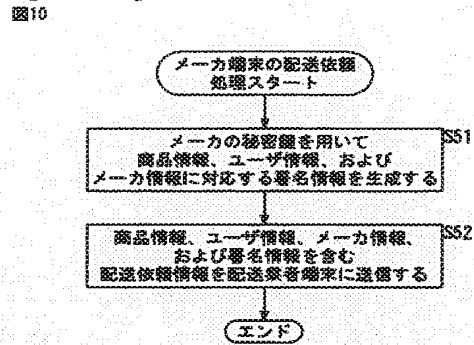 図10
メーカ端末の配送依頼
処理スタート
メーカの秘密鍵を用いて
商品情報、ユーザ情報、および
メーカ情報に対応する署名情報を生成する
S51
商品情報、ユーザ情報、メーカ情報、
および署名情報を含む
配送依頼情報を配送業者端末に送信する
S52
エンド